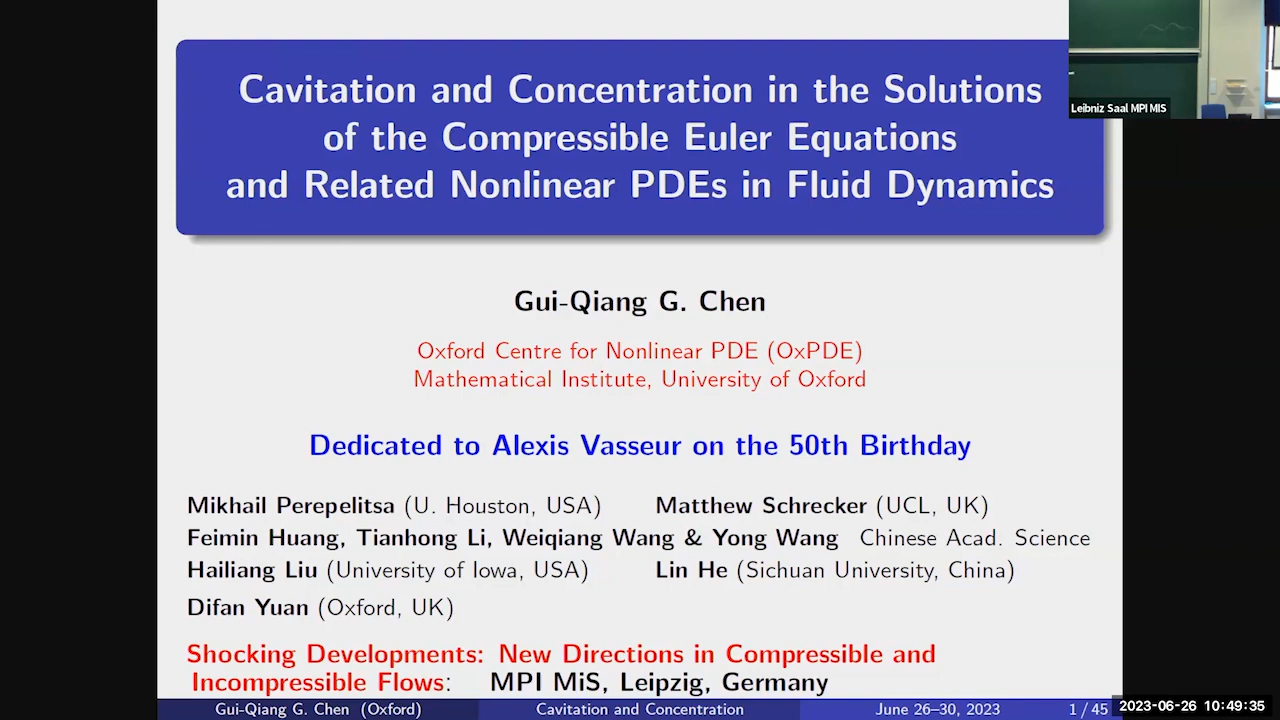 Cavitation and Concentration in the Solutions
of the Compressible Euler Equations
and Related Nonlinear PDEs in Fluid Dynamics
Leibniz Saal MPI MIS
Gui-Qiang G. Chen
Oxford Centre for Nonlinear PDE (OxPDE)
Mathematical Institute, University of Oxford
Dedicated to Alexis Vasseur on the 50th Birthday
Mikhail Perepelitsa (U. Houston, USA) Matthew Schrecker (UCL, UK)
Feimin Huang, Tianhong Li, Weiqiang Wang & Yong Wang Chinese Acad. Science
Hailiang Liu (University of Iowa, USA) Lin He (Sichuan University, China)
Difan Yuan (Oxford, UK)
Shocking Developments: New Directions in Compressible and
Incompressible Flows: MPI MiS, Leipzig, Germany
Gui-Qiang G. Chen (Oxford) Cavitation and Concentration June 26–30, 2023 1 / 45
2023-06-26 10:49:35